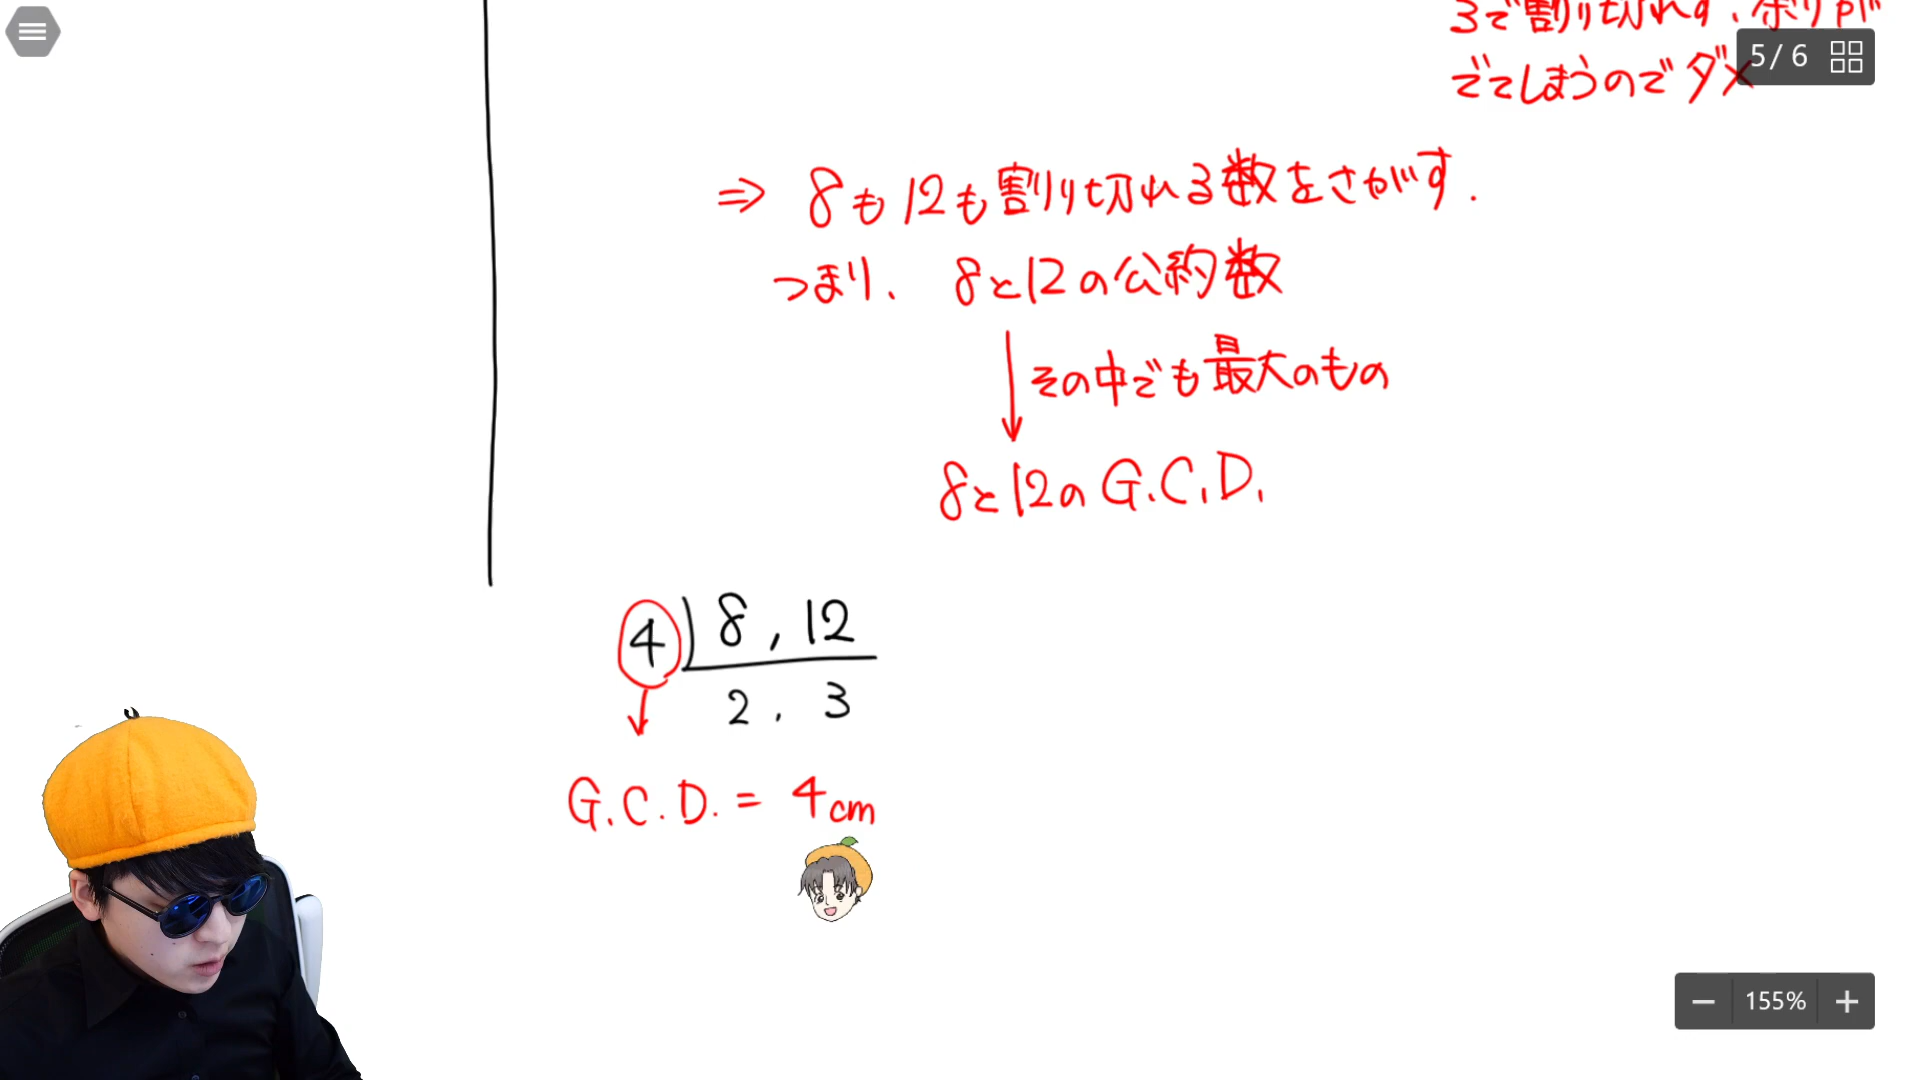 3で割り切れず、余りが
でてしまうのでダメ
5/ 6
⇒ 8も12も割り切れる数をさがす.
つまり、8と12の公約数
その中でも最大のもの
8と12のG.C.D.
4 ) 8 , 12
2 , 3
G.C.D. = 4cm
155%